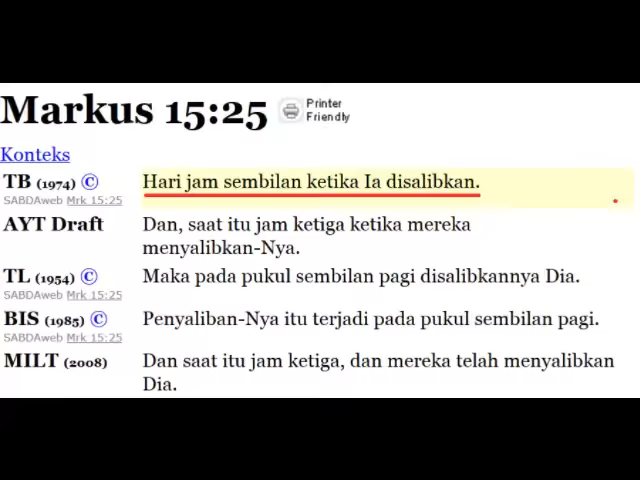 Markus 15:25
Printer
Friendly
Konteks
TB (1974) ©
Hari jam sembilan ketika Ia disalibkan.
SABDAweb Mrk 15:25
AYT Draft
Dan, saat itu jam ketiga ketika mereka
menyalibkan-Nya.
TL (1954) ©
Maka pada pukul sembilan pagi disalibkannya Dia.
SABDAweb Mrk 15:25
BIS (1985) ©
Penyaliban-Nya itu terjadi pada pukul sembilan pagi.
SABDAweb Mrk 15:25
MILT (2008)
Dan saat itu jam ketiga, dan mereka telah menyalibkan
Dia.